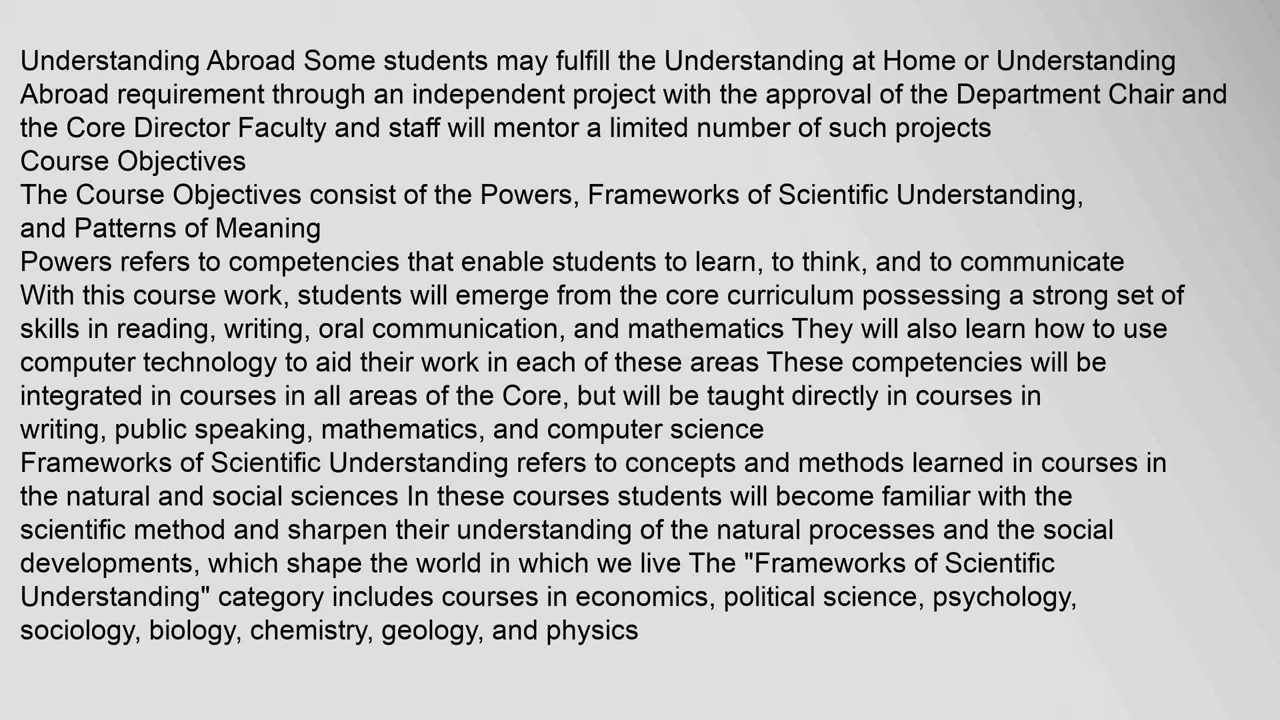 Understanding Abroad Some students may fulfill the Understanding at Home or Understanding
Abroad requirement through an independent project with the approval of the Department Chair and
the Core Director Faculty and staff will mentor a limited number of such projects
Course Objectives
The Course Objectives consist of the Powers, Frameworks of Scientific Understanding,
and Patterns of Meaning
Powers refers to competencies that enable students to learn, to think, and to communicate
With this course work, students will emerge from the core curriculum possessing a strong set of
skills in reading, writing, oral communication, and mathematics They will also learn how to use
computer technology to aid their work in each of these areas These competencies will be
integrated in courses in all areas of the Core, but will be taught directly in courses in
writing, public speaking, mathematics, and computer science
Frameworks of Scientific Understanding refers to concepts and methods learned in courses in
the natural and social sciences In these courses students will become familiar with the
scientific method and sharpen their understanding of the natural processes and the social
developments, which shape the world in which we live The "Frameworks of Scientific
Understanding" category includes courses in economics, political science, psychology,
sociology, biology, chemistry, geology, and physics